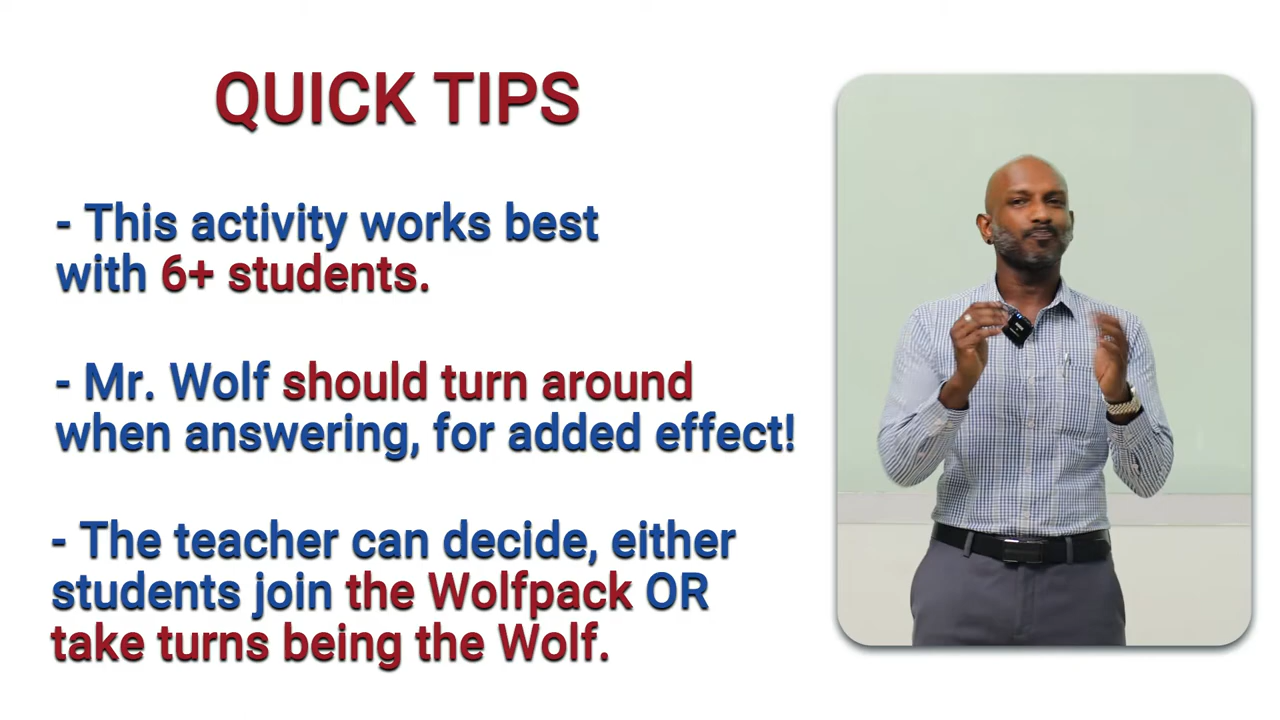 QUICK TIPS
- This activity works best
with 6+ students.
- Mr. Wolf should turn around
when answering, for added effect!
- The teacher can decide, either
students join the Wolfpack OR
take turns being the Wolf.